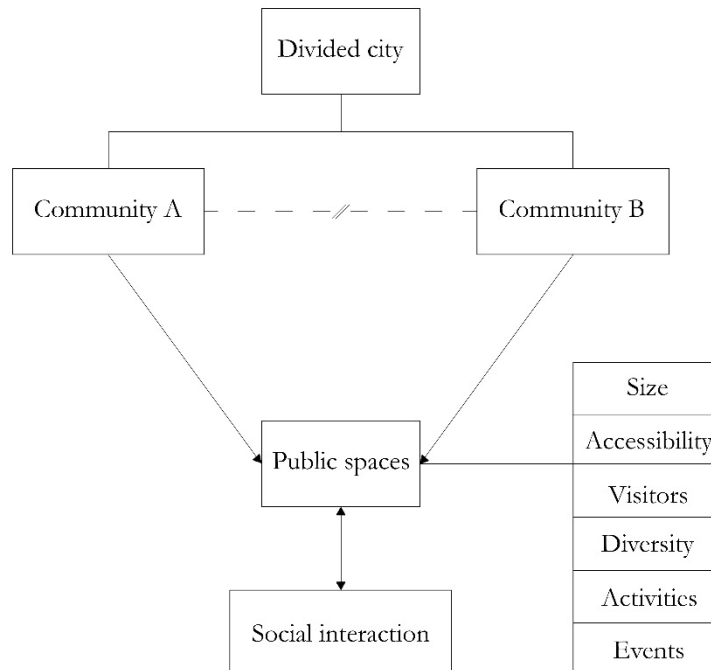 Divided city
Community A
Community B
Size
Accessibility
Public spaces
Visitors
Diversity
Activities
Social interaction
Events